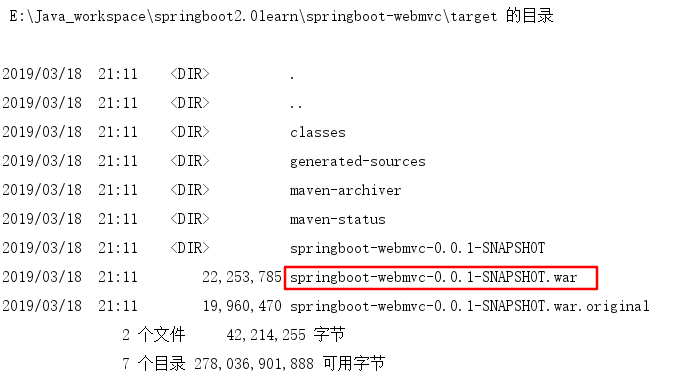 E:\Java_workspace\springboot2.0learn\springboot-webmvc\target 的目录
2019/03/18  21:11    <DIR>          .
2019/03/18  21:11    <DIR>          ..
2019/03/18  21:11    <DIR>          classes
2019/03/18  21:11    <DIR>          generated-sources
2019/03/18  21:11    <DIR>          maven-archiver
2019/03/18  21:11    <DIR>          maven-status
2019/03/18  21:11    <DIR>          springboot-webmvc-0.0.1-SNAPSHOT
2019/03/18  21:11        22,253,785 springboot-webmvc-0.0.1-SNAPSHOT.war
2019/03/18  21:11        19,960,470 springboot-webmvc-0.0.1-SNAPSHOT.war.original
2 个文件     42,214,255 字节
7 个目录 278,036,901,888 可用字节